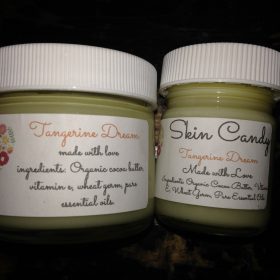 Tangerine Dream
made with love
ingredients: Organic cocoa butter,
vitamin e, wheat germ, pure
essential oils.
Skin Candy
Tangerine Dream
Made with Love
Ingredients: Organic Cocoa Butter, Vitamin
E, Wheat Germ, Pure Essential Oils